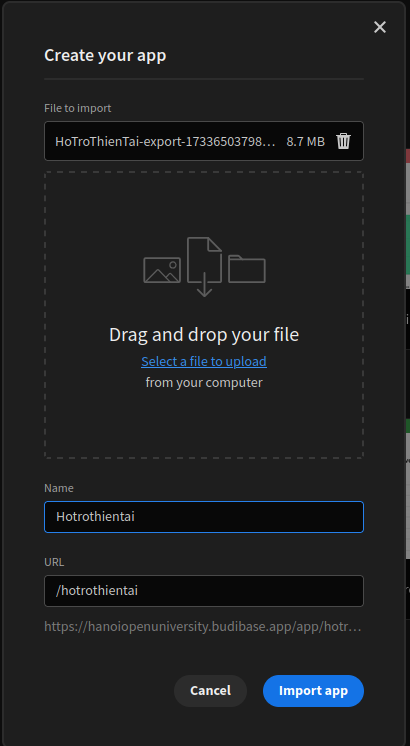 Create your app
File to import
HoTroThienTai-export-17336503798... 8.7 MB
Drag and drop your file
Select a file to upload
from your computer
Name
Hotrothientai
URL
/hotrothientai
https://hanoiopenuniversity.budibase.app/app/hotr...
Cancel
Import app